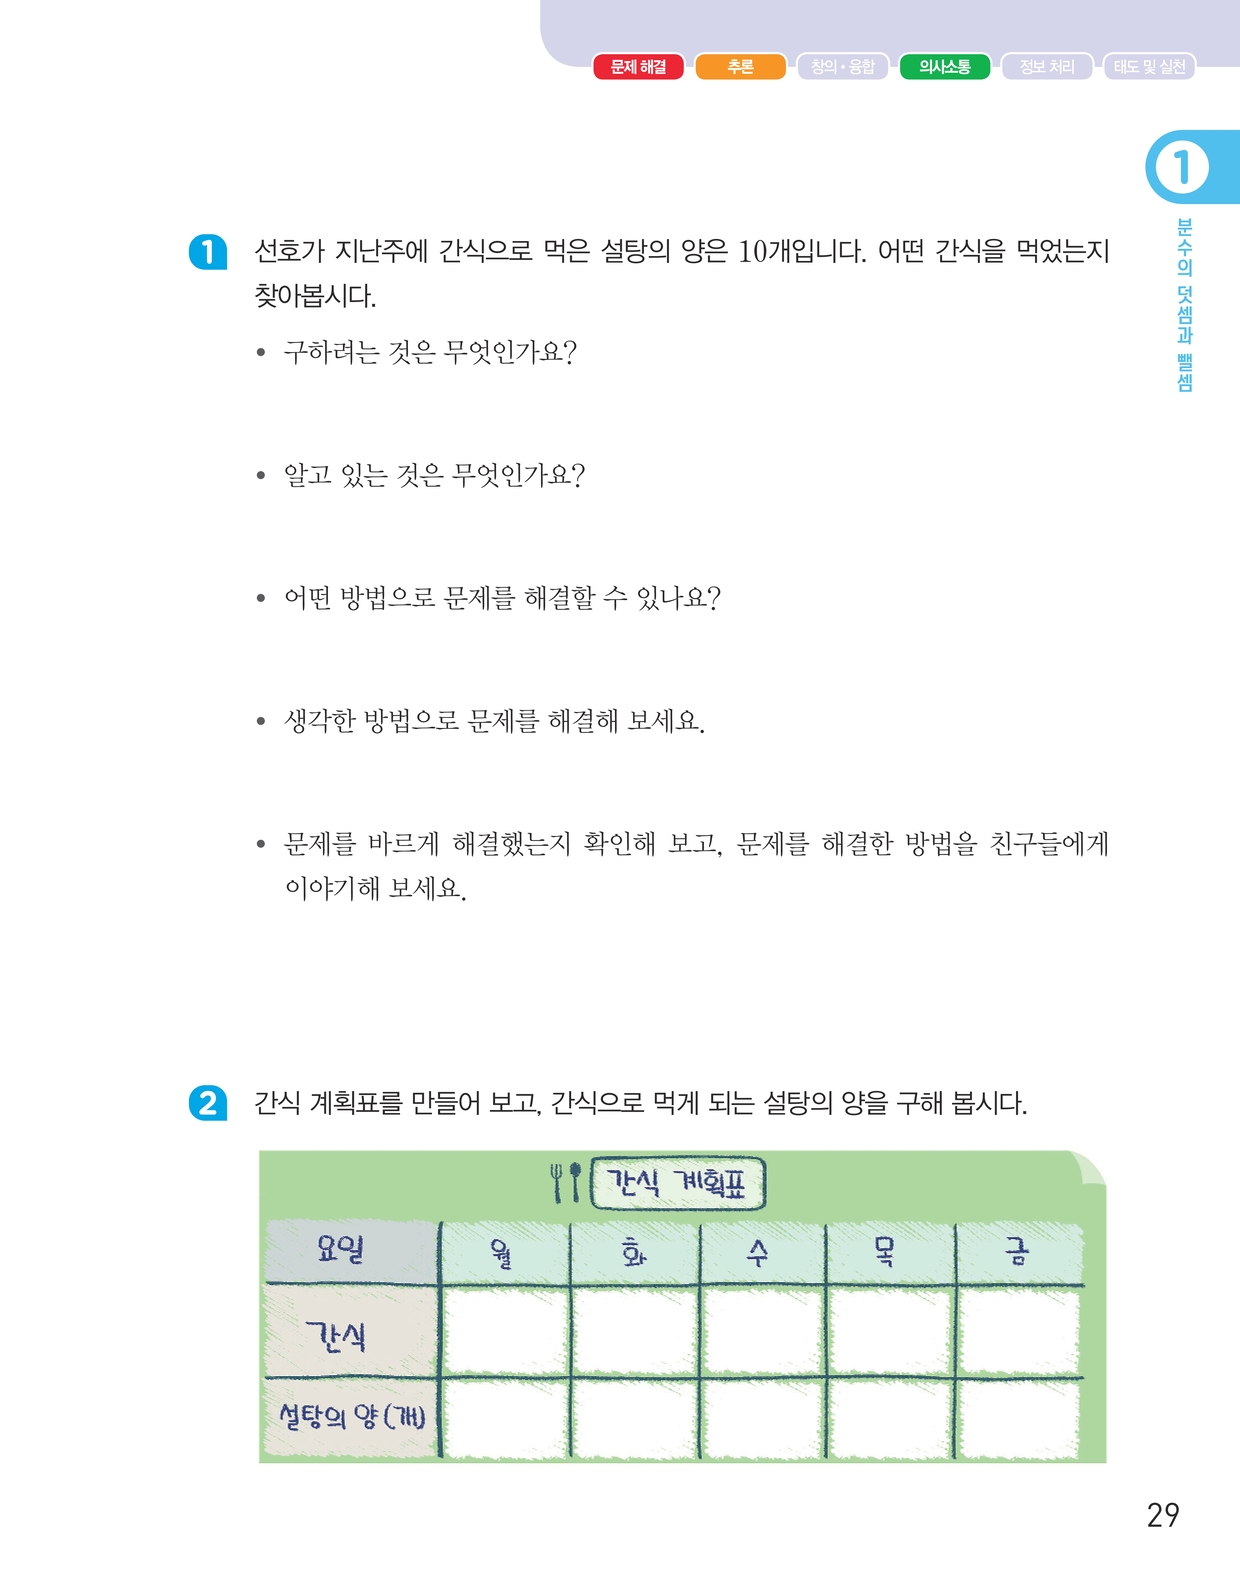 문제 해결 추론 창의·융합 의사소통 정보 처리 태도 및 실천
1
분수의 덧셈과 뺄셈
1 선호가 지난주에 간식으로 먹은 설탕의 양은 10개입니다. 어떤 간식을 먹었는지
찾아봅시다.
• 구하려는 것은 무엇인가요?
• 알고 있는 것은 무엇인가요?
• 어떤 방법으로 문제를 해결할 수 있나요?
• 생각한 방법으로 문제를 해결해 보세요.
• 문제를 바르게 해결했는지 확인해 보고, 문제를 해결한 방법을 친구들에게
이야기해 보세요.
2 간식 계획표를 만들어 보고, 간식으로 먹게 되는 설탕의 양을 구해 봅시다.
간식 계획표
요일 월 화 수 목 금
간식
설탕의 양(개)
29